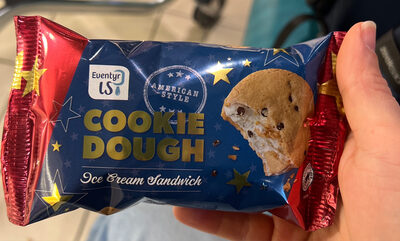 Eventyr
IS
AMERICAN
STYLE
COOKIE
DOUGH
Ice Cream Sandwich